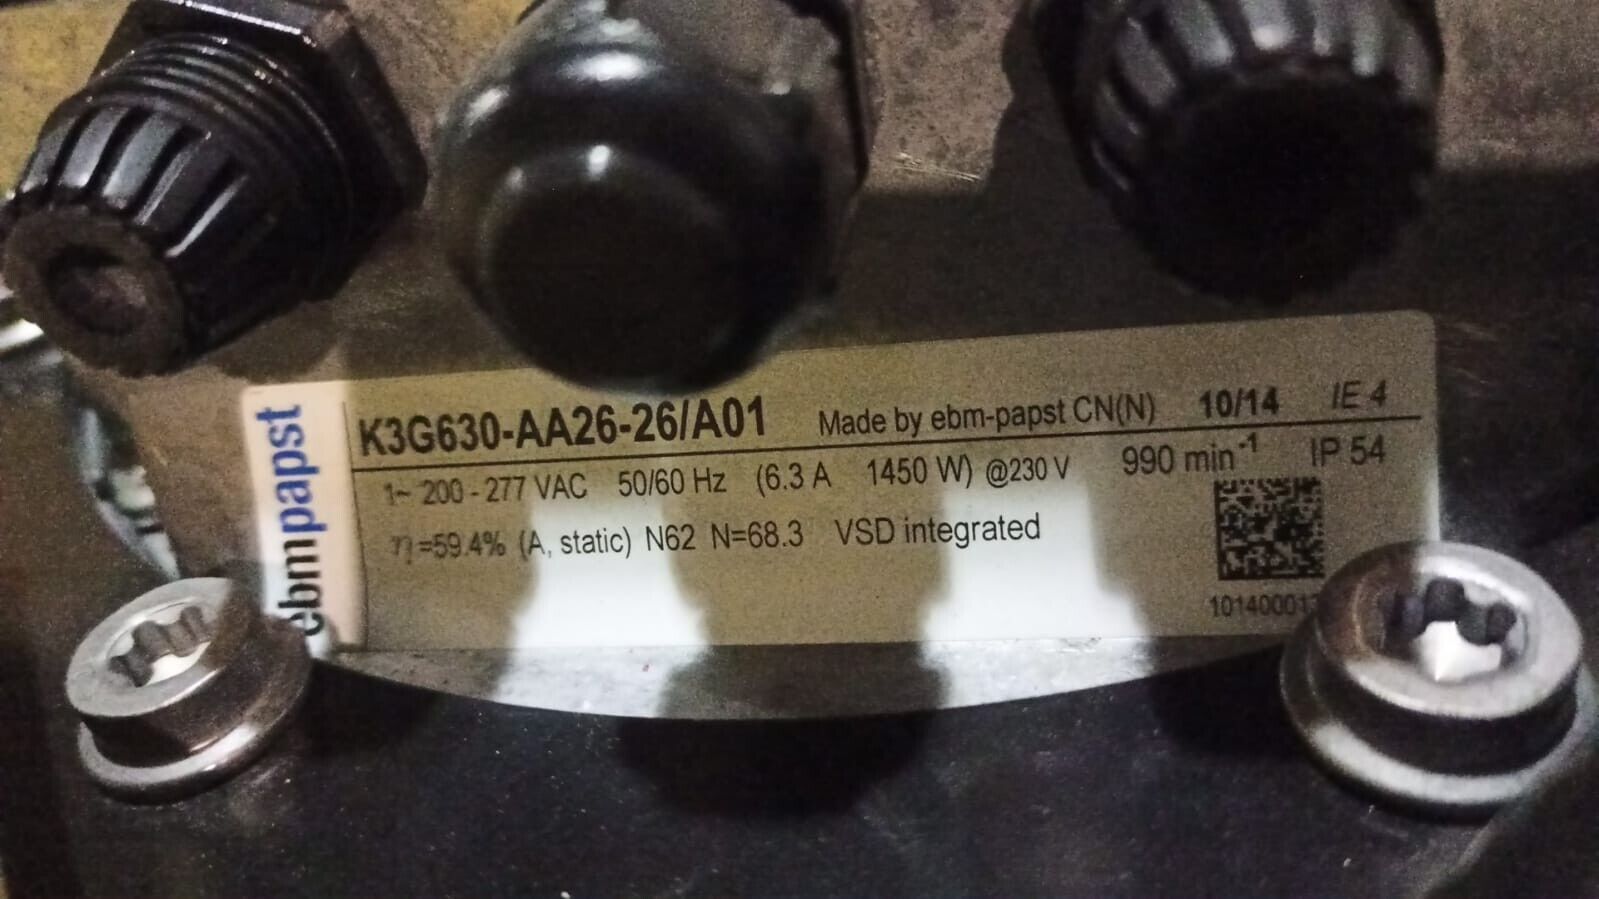 ebmpapst
K3G630-AA26-26/A01 Made by ebm-papst CN(N) 10/14 IE 4
1~ 200 - 277 VAC 50/60 Hz (6.3 A 1450 W) @230 V 990 min⁻¹ IP 54
η=59.4% (A, static) N62 N=68.3 VSD integrated